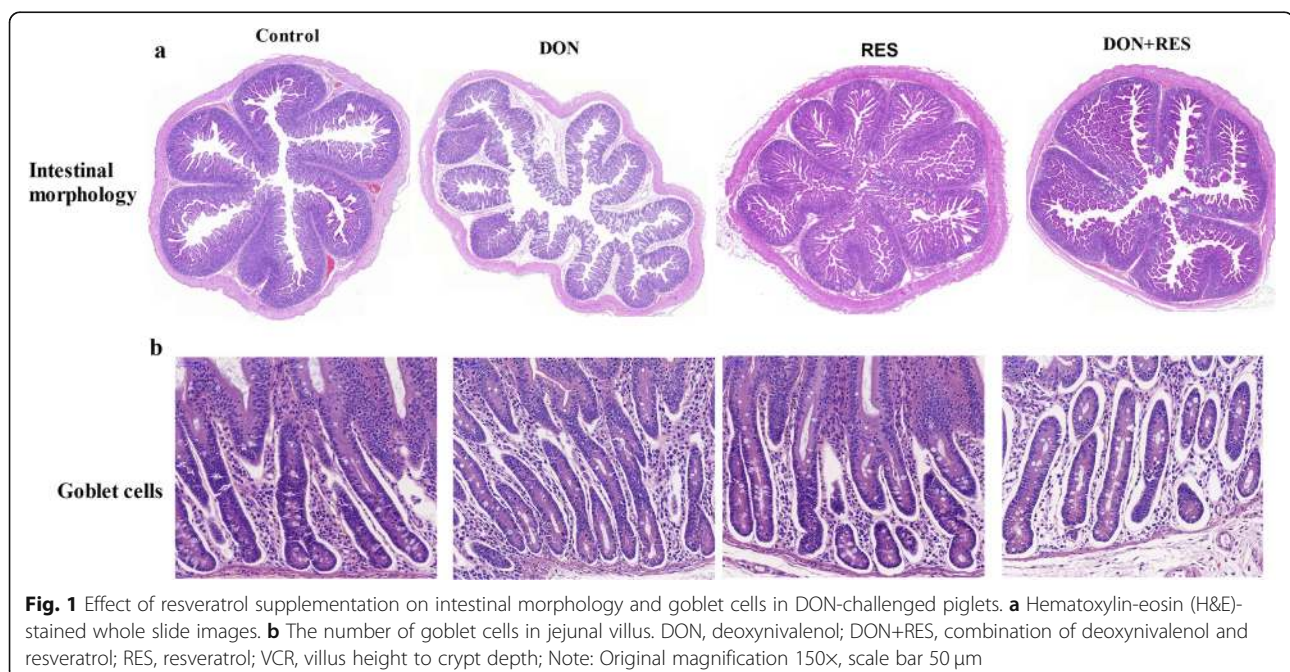 a
Control
DON
RES
DON+RES
Intestinal
morphology
b
Goblet cells
Fig. 1 Effect of resveratrol supplementation on intestinal morphology and goblet cells in DON-challenged piglets. a Hematoxylin-eosin (H&E)-
stained whole slide images. b The number of goblet cells in jejunal villus. DON, deoxynivalenol; DON+RES, combination of deoxynivalenol and
resveratrol; RES, resveratrol; VCR, villus height to crypt depth; Note: Original magnification 150×, scale bar 50 μm